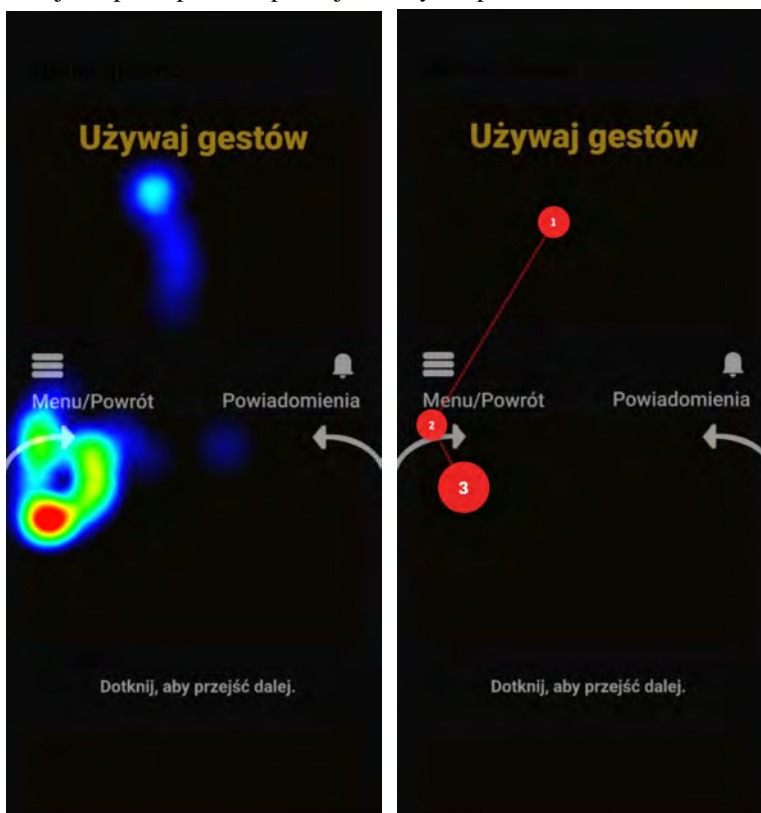 Używaj gestów
Menu/Powrót
Powiadomienia
Dotknij, aby przejść dalej.
Używaj gestów
1
Menu/Powrót
Powiadomienia
2
3
Dotknij, aby przejść dalej.